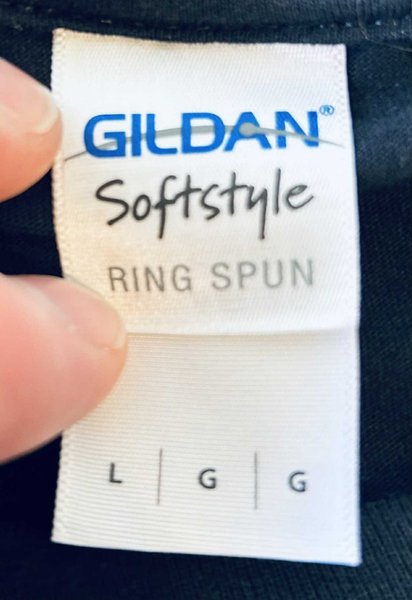 GILDAN®
Softstyle
RING SPUN
L | G | G